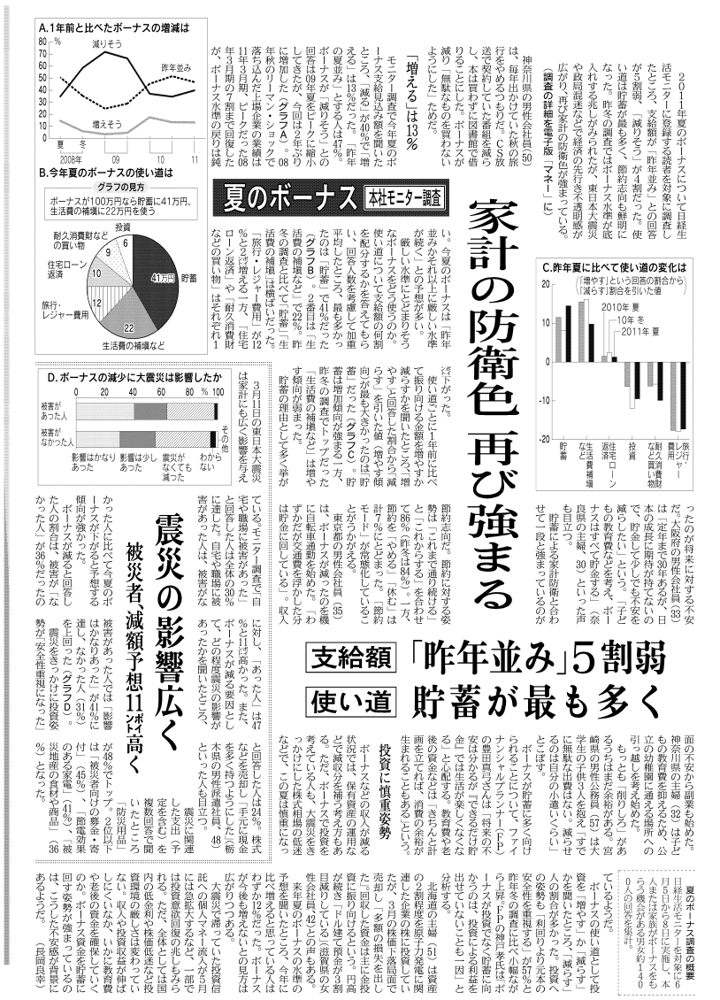 家計の防衛色 再び強まる
夏のボーナス 本社モニター調査
支給額 「昨年並み」5割弱
使い道 貯蓄が最も多く
2011年夏のボーナスについて日経生
活モニターに登録する読者を対象に調査し
たところ、支給額が「昨年並み」との回答
が5割弱、「減りそう」が4割だった。使
い道は貯蓄が最も多く、節約志向も鮮明に
なった。昨冬の調査ではボーナス水準が底
入れする兆しがみられたが、東日本大震災
や政局混迷などで経済の先行き不透明感が
広がり、再び家計の防衛色が強まっている。
(調査の詳細を電子版「マネー」に)
神奈川県の男性会社員(50)
は、毎年出かけていた秋の旅
行をやめるつもりだ。CS放
送で契約していた番組を減ら
し、本は買わずに図書館で借
りることにした。ボーナスが
減り「無駄なものを買わない
ようにした」ためだ。
「増える」は13%
モニター調査で今年夏のボ
ーナス支給見込み額を聞いた
ところ、「減る」が40%で「増
える」は13%だった。「昨年
の夏並み」とする人は47%。
ボーナスが「減りそう」との
回答は09年夏をピークに縮小
してきたが、今回は2年ぶり
に増加した(グラフA)。08
年秋のリーマン・ショックで
落ち込んだ上場企業の業績は
11年3月期、ピークだった08
年3月期の7割まで回復した
が、ボーナス水準の戻りは鈍
い。今夏のボーナスは「昨年
並みかそれ以上に厳しい水準
が続く」との予想が多い。
厳しい水準にとどまりそう
なボーナスをどう使うのか。
使い道について支給額の何割
を配分するかを答えてもら
い、回答人数を考慮して加重
平均したところ、最も多かっ
たのは「貯蓄」で41%だった
(グラフB)。2番目は「生
活費の補塡など」で22%。昨
冬の調査と比べて「貯蓄」「生
活費の補塡」は横ばいだった。
「旅行・レジャー費用」が12
%と2㌽増える一方、「住宅
ローン返済」や「耐久消費財
などの買い物」はそれぞれ1
㌽下がった。
使い道ごとに1年前に比べ
て振り向ける金額を増やすか
減らすかを聞いたところ、「増
やす」と回答した割合から「減
らす」を引いた値(増やす傾
向)が最も大きかったのは「貯
蓄」だった(グラフC)。貯
蓄は増加傾向が強まる一方、
昨冬の調査でトップだった
「生活費の補塡など」は増や
す傾向が弱まった。
貯蓄の理由として多く挙が
ったのが将来に対する不安
だ。大阪府の男性会社員(33)
は「定年まで30年あるが、日
本の成長に期待が持てないの
で、貯金して少しでも不安を
減らしたい」という。「子ど
もの教育費などを考え、ボー
ナスはすべて貯金する」(奈
良県の主婦、30)といった声
も目立つ。
貯蓄による家計防衛と合わ
せて一段と強まっているのが
節約志向だ。節約に対する姿
勢は「これまで通り続ける」
と「これからする」を合わせ
て86%(昨冬は84%)。一方、
節約を「やめる」「休む」は
計7%にとどまった。「節約
モード」が常態化しているこ
とがうかがえる。
東京都の男性会社員(35)
は、ボーナスが減ったのを機
に自転車通勤を始めた。「わ
ずかだが交通費を浮かした分
は貯金に回している」。収入
面の不安から副業も始めた。
神奈川県の主婦(32)は子ど
もの教育費を抑えるため、公
立の幼稚園に通える場所への
引っ越しを考え始めた。
もっとも「削りしろ」があ
るうちはまだ余裕がある。宮
崎県の男性公務員(57)は大
学生の子供3人を抱え「すで
に無駄な出費はない。減らせ
るのは自分の小遣いくらい」
とこぼす。
ボーナスが貯蓄に多く向け
られることについて、ファイ
ナンシャルプランナー(FP)
の豊田真弓さんは「将来の不
安は分かるが『できるだけ貯
金』では生活が楽しくなくな
る」と心配する。教育費や老
後の資金などは「きちんと計
画を立てれば、消費の余裕が
生まれることもある」という。
投資に慎重姿勢
ボーナスなどの収入が減る
状況では、保有資産の運用な
どで減収分を補う考え方もあ
る。ただ、ボーナスで投資を
考えている人も、大震災をき
っかけにした株式相場の低迷
などで、この夏は慎重になっ
ているようだ。
ボーナスの使い道として投
資を「増やす」か「減らす」
かを聞いたところ、「減らす」
人の割合が多かった。投資へ
の姿勢も「利回りより元本の
安全性を重視する」が57%と
昨年冬の調査に比べ小幅なが
ら上昇。FPの神戸孝氏は「ボ
ーナスが投資でなく貯蓄に向
かうのは、投資による利益を
出せていないことも一因」と
分析する。
北海道の主婦(51)は資産
の2割程度を原子力発電に関
連した企業の株に投資してい
たが、3月の株価下落局面で
売却し「多額の損失を出し
た」。回収した資金は主に金投
資に振り向けるという。円高
が続き「ドル建て預金が3割
目減りしている」(滋賀県の女
性会社員、42)との声もある。
来年夏のボーナスの水準の
予想を聞いたところ、今年に
比べ増えると思っている人は
わずか12%だった。ボーナス
が今後も増えないとの見方は
広がりつつある。
大震災で滞っていた投資信
託への個人マネー流入が5月
には急拡大するなど、一部で
は投資意欲回復の兆しもみら
れる。ただ、全体としては国
内の低金利や株価低迷など投
資環境の厳しさは変わってい
ない。収入や投資収益が伸ば
しにくいなか、いかに教育費
や老後の資金を確保していく
のか。ボーナス資金を貯蓄に
回す姿勢が強まっているの
は、こうした不安感が背景に
あるようだ。 (長岡良幸)
夏のボーナス調査の概要
日経生活モニターを対象に6
月5日から8日に実施し、本
人または家族がボーナスをも
らう機会がある男女約140
0人の回答を集計。
震災の影響広く
被災者、減額予想11㌽高く
3月11日の東日本大震災
は家計にも広く影響を与え
ている。モニター調査で「自
宅や職場に被害があった」
と回答した人は全体の30%
に達した。自宅や職場に被
害があった人は、被害がな
かった人に比べて今夏のボ
ーナスが下がると予想する
傾向が強かった。
ボーナスが減ると回答し
た人の割合は、被害が「な
かった人」が36%だったの
に対し、「あった人」は47
%と11㌽高かった。また、
ボーナスが減る要因とし
て、どの程度震災の影響が
あったかを聞いたところ、
被害があった人では「影響
はかなりあった」が41%に
達し、なかった人(31%)
を上回った(グラフD)。
震災をきっかけに投資姿
勢が「安全性重視になった」
と回答した人は24%。株式
などを売却し「手元に現金
を多く持つようにした」(栃
木県の男性派遣社員、48)
といった人も目立つ。
震災に関連
した支出(予
定を含む)を
複数回答で聞
いたところ
「防災用品」
が48%でトップ。2位以下
は「被災者向けの募金・寄
付」(45%)、「節電効果
のある家電」(41%)、「被
災地産の食材や商品」(36
%)となった。
A.1年前と比べたボーナスの増減は
80 %
70
60
50
40
30
20
10
0
減りそう
昨年並み
増えそう
夏 冬
2008年 09 10 11
B.今年夏のボーナスの使い道は
グラフの見方
ボーナスが100万円なら貯蓄に41万円、
生活費の補塡に22万円を使う
投資
6
耐久消費財など
の買い物
9
住宅ローン
返済
10
旅行・
レジャー費用
12
生活費の補塡など
22
41万円
貯蓄
C.昨年夏に比べて使い道の変化は
(「増やす」という回答の割合から
「減らす」割合を引いた値)
20
10
0
-10
-20
2010年 夏
10年 冬
2011年 夏
貯蓄
生活費補塡
など
住宅ローン
返済
投資
耐久消費財
など買い物
旅行・
レジャー
費用
D.ボーナスの減少に大震災は影響したか
0 20 40 60 80 % 100
被害が
あった人
被害が
なかった人
影響はかなり
あった
影響は少し
あった
震災が
なくても
減った
わから
ない
その他